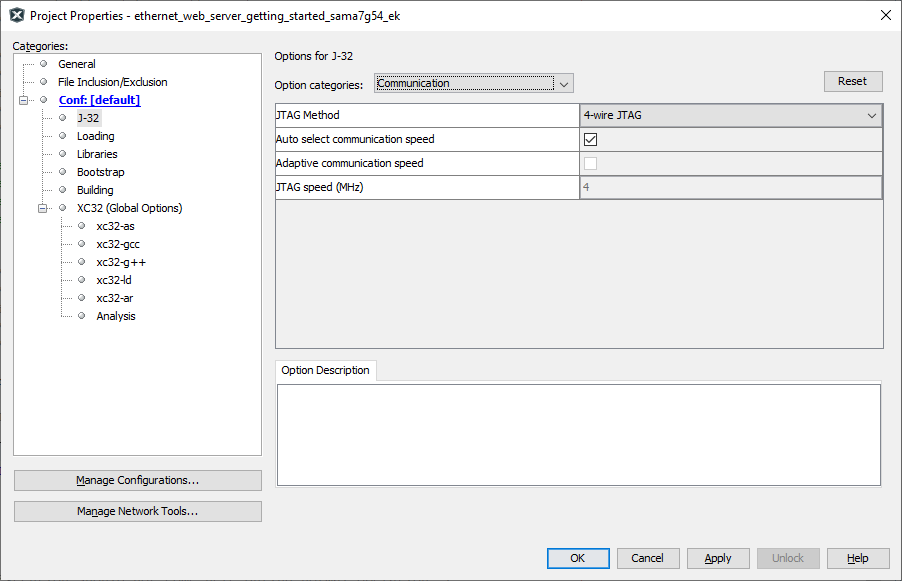 Project Properties - ethernet_web_server_getting_started_sama7g54_ek
Categories:
General
File Inclusion/Exclusion
Conf: [default]
J-32
Loading
Libraries
Bootstrap
Building
XC32 (Global Options)
xc32-as
xc32-gcc
xc32-g++
xc32-ld
xc32-ar
Analysis
Manage Configurations...
Manage Network Tools...
Options for J-32
Option categories: Communication
Reset
JTAG Method 4-wire JTAG
Auto select communication speed
Adaptive communication speed
JTAG speed (MHz) 4
Option Description
OK Cancel Apply Unlock Help